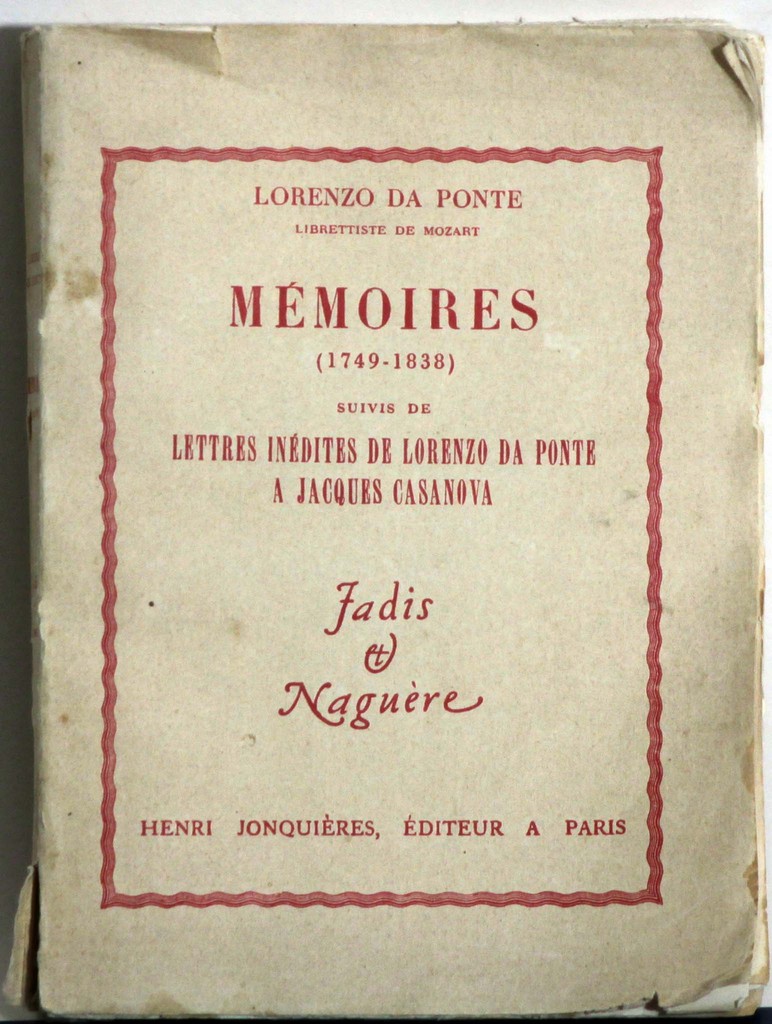 LORENZO DA PONTE
LIBRETTISTE DE MOZART
MÉMOIRES
(1749-1838)
SUIVIS DE
LETTRES INÉDITES DE LORENZO DA PONTE
A JACQUES CASANOVA
Jadis
et
Naguère
HENRI JONQUIÈRES, ÉDITEUR A PARIS